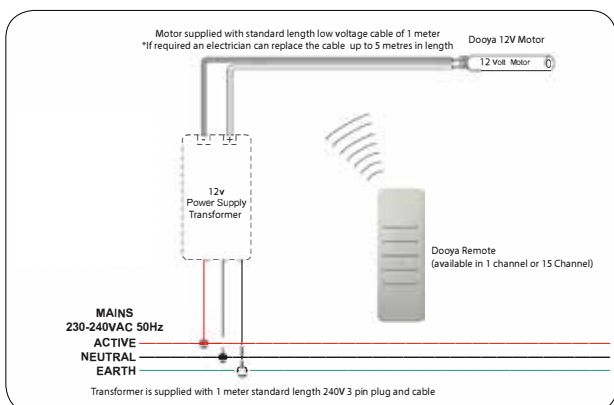 Motor supplied with standard length low voltage cable of 1 meter
*If required an electrician can replace the cable up to 5 metres in length
Dooya 12V Motor
12 Volt Motor
- +
12v
Power Supply
Transformer
Dooya Remote
(available in 1 channel or 15 Channel)
MAINS
230-240VAC 50Hz
ACTIVE
NEUTRAL
EARTH
Transformer is supplied with 1 meter standard length 240V 3 pin plug and cable